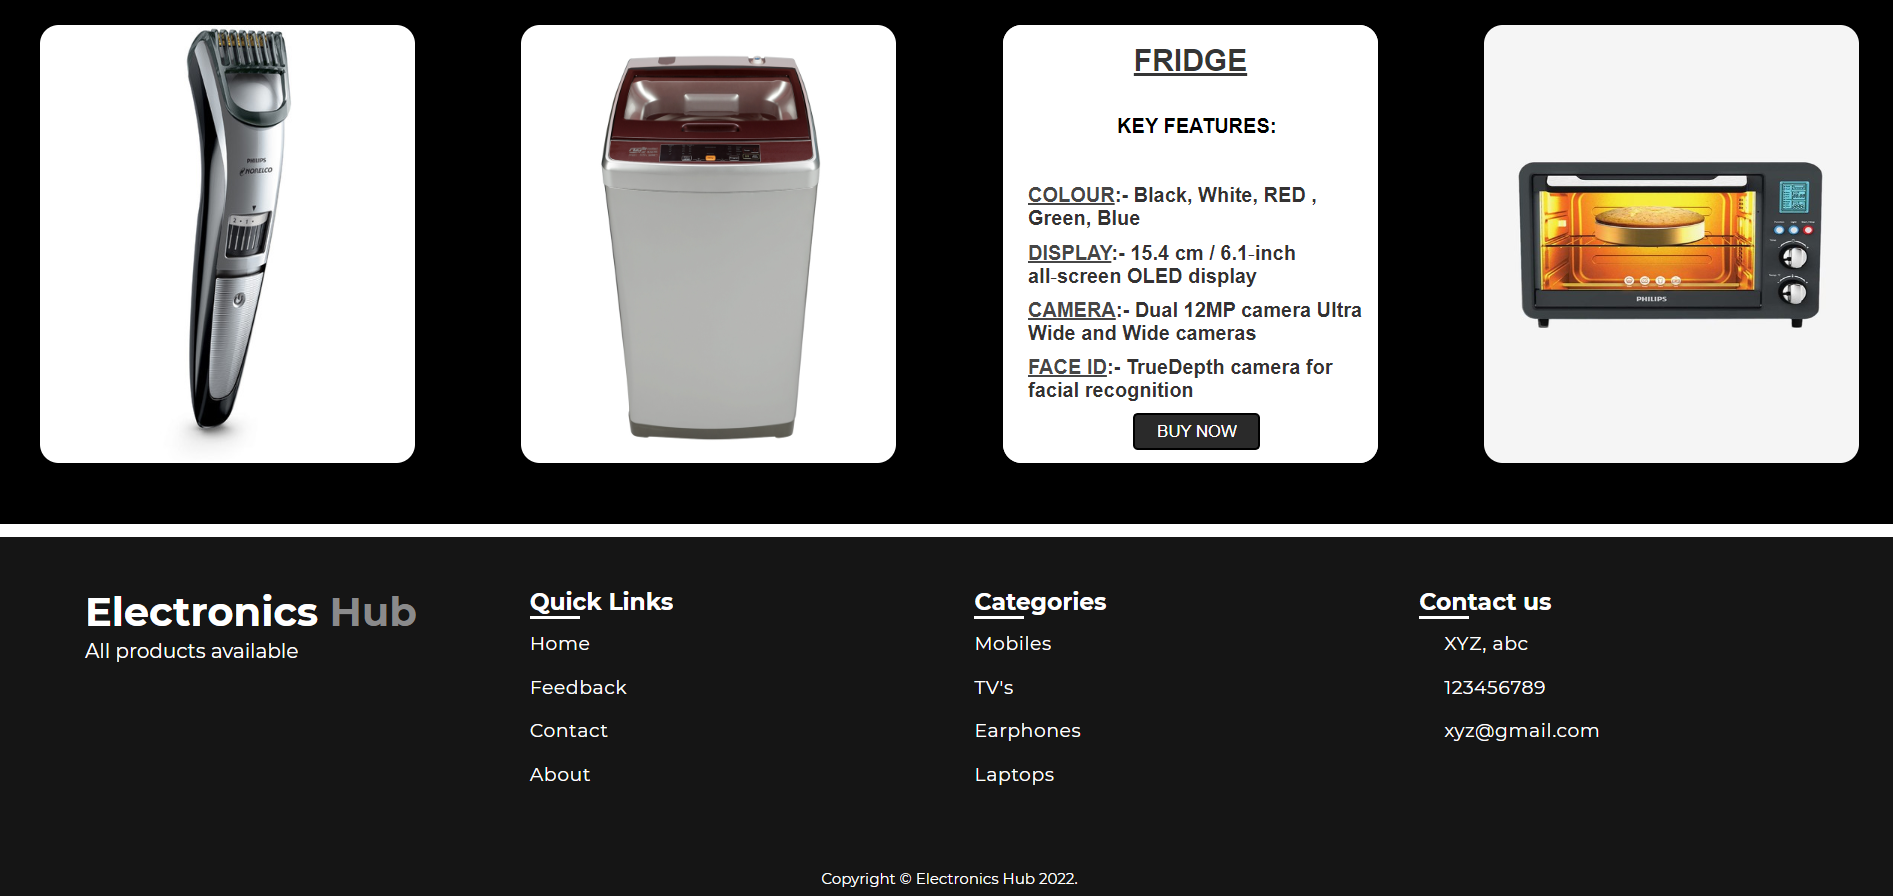 PHILIPS
NORELCO
FRIDGE
KEY FEATURES:
COLOUR:- Black, White, RED ,
Green, Blue
DISPLAY:- 15.4 cm / 6.1-inch
all-screen OLED display
CAMERA:- Dual 12MP camera Ultra
Wide and Wide cameras
FACE ID:- TrueDepth camera for
facial recognition
BUY NOW
PHILIPS
Electronics Hub
All products available
Quick Links
Home
Feedback
Contact
About
Categories
Mobiles
TV's
Earphones
Laptops
Contact us
XYZ, abc
123456789
xyz@gmail.com
Copyright © Electronics Hub 2022.